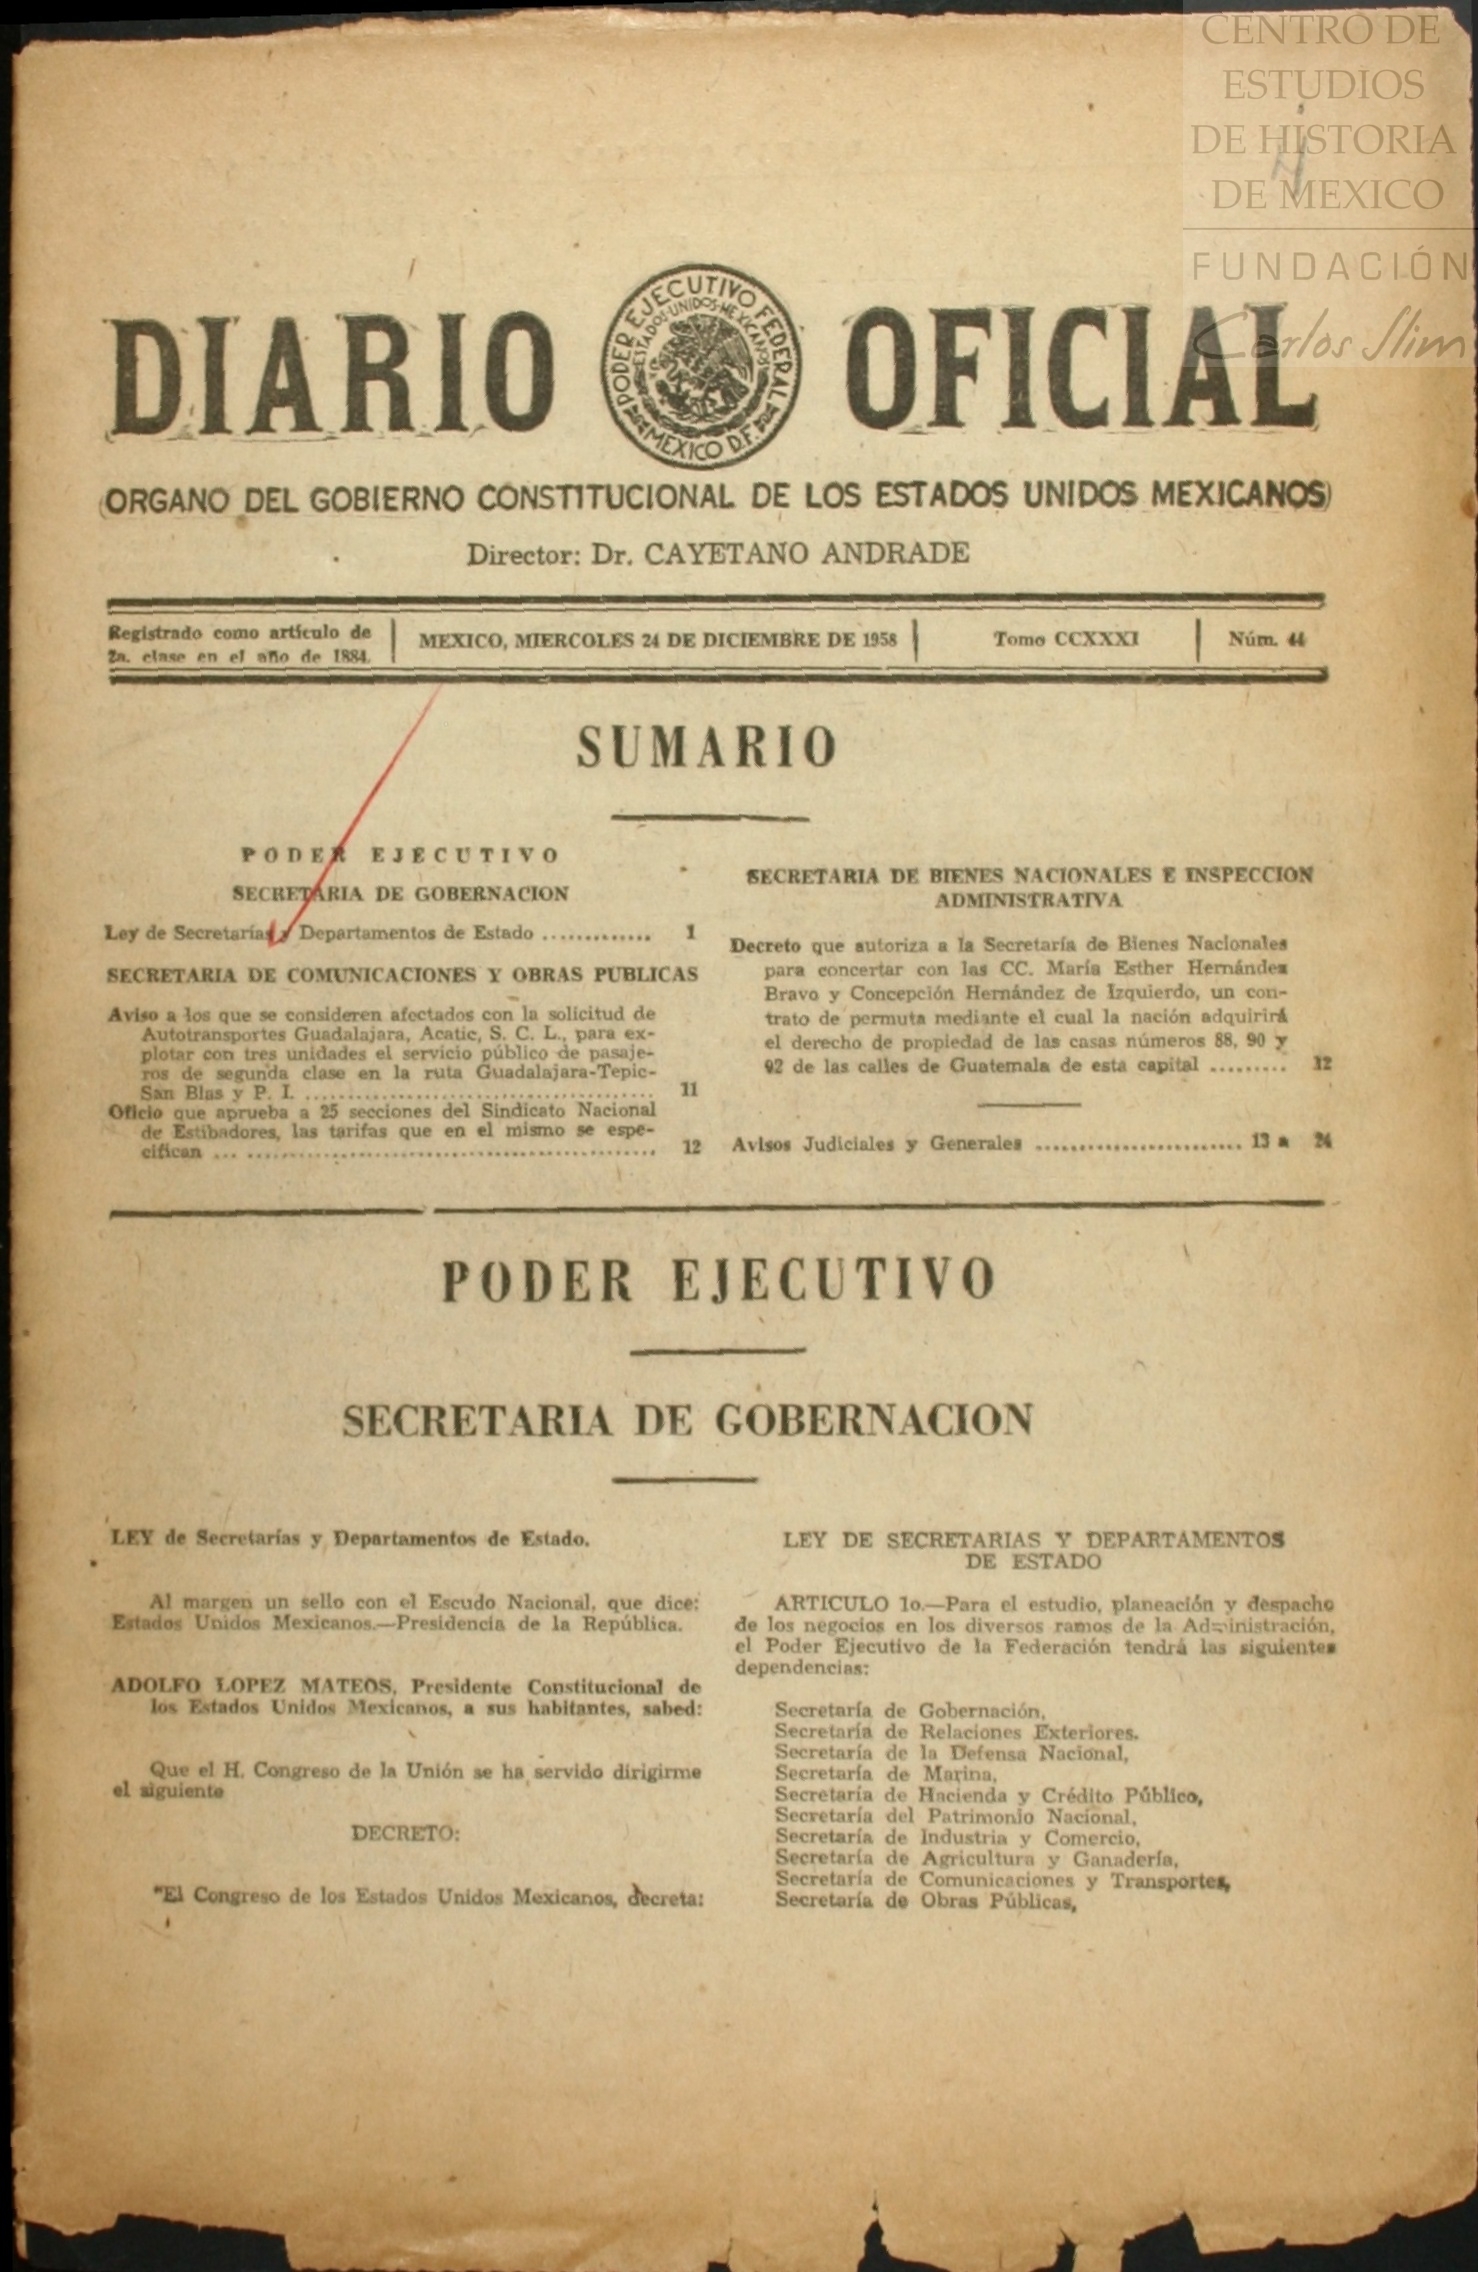 CENTRO DE
ESTUDIOS
DE HISTORIA
DE MEXICO
FUNDACIÓN
Carlos Slim
DIARIO OFICIAL
PODER EJECUTIVO FEDERAL
ESTADOS UNIDOS MEXICANOS
MEXICO D.F.
(ORGANO DEL GOBIERNO CONSTITUCIONAL DE LOS ESTADOS UNIDOS MEXICANOS)
Director: Dr. CAYETANO ANDRADE
Registrado como artículo de
2a. clase en el año de 1884.
MEXICO, MIERCOLES 24 DE DICIEMBRE DE 1958
Tomo CCXXXI
Núm. 44
SUMARIO
PODER EJECUTIVO
SECRETARIA DE GOBERNACION
Ley de Secretarías y Departamentos de Estado ............. 1
SECRETARIA DE COMUNICACIONES Y OBRAS PUBLICAS
Aviso a los que se consideren afectados con la solicitud de
Autotransportes Guadalajara, Acatic, S. C. L., para ex-
plotar con tres unidades el servicio público de pasaje-
ros de segunda clase en la ruta Guadalajara-Tepic-
San Blas y P. I. ........................................ 11
Oficio que aprueba a 25 secciones del Sindicato Nacional
de Estibadores, las tarifas que en el mismo se espe-
cifican ... ............................................... 12
SECRETARIA DE BIENES NACIONALES E INSPECCION
ADMINISTRATIVA
Decreto que autoriza a la Secretaría de Bienes Nacionales
para concertar con las CC. María Esther Hernández
Bravo y Concepción Hernández de Izquierdo, un con-
trato de permuta mediante el cual la nación adquirirá
el derecho de propiedad de las casas números 88, 90 y
92 de las calles de Guatemala de esta capital ......... 12
Avisos Judiciales y Generales ........................ 13 a 24
PODER EJECUTIVO
SECRETARIA DE GOBERNACION
LEY de Secretarías y Departamentos de Estado.
Al margen un sello con el Escudo Nacional, que dice:
Estados Unidos Mexicanos.—Presidencia de la República.
ADOLFO LOPEZ MATEOS, Presidente Constitucional de
los Estados Unidos Mexicanos, a sus habitantes, sabed:
Que el H. Congreso de la Unión se ha servido dirigirme
el siguiente
DECRETO:
"El Congreso de los Estados Unidos Mexicanos, decreta:
LEY DE SECRETARIAS Y DEPARTAMENTOS
DE ESTADO
ARTICULO 1o.—Para el estudio, planeación y despacho
de los negocios en los diversos ramos de la Administración,
el Poder Ejecutivo de la Federación tendrá las siguientes
dependencias:
Secretaría de Gobernación,
Secretaría de Relaciones Exteriores.
Secretaría de la Defensa Nacional,
Secretaría de Marina,
Secretaría de Hacienda y Crédito Público,
Secretaría del Patrimonio Nacional,
Secretaría de Industria y Comercio,
Secretaría de Agricultura y Ganadería,
Secretaría de Comunicaciones y Transportes,
Secretaría de Obras Públicas,